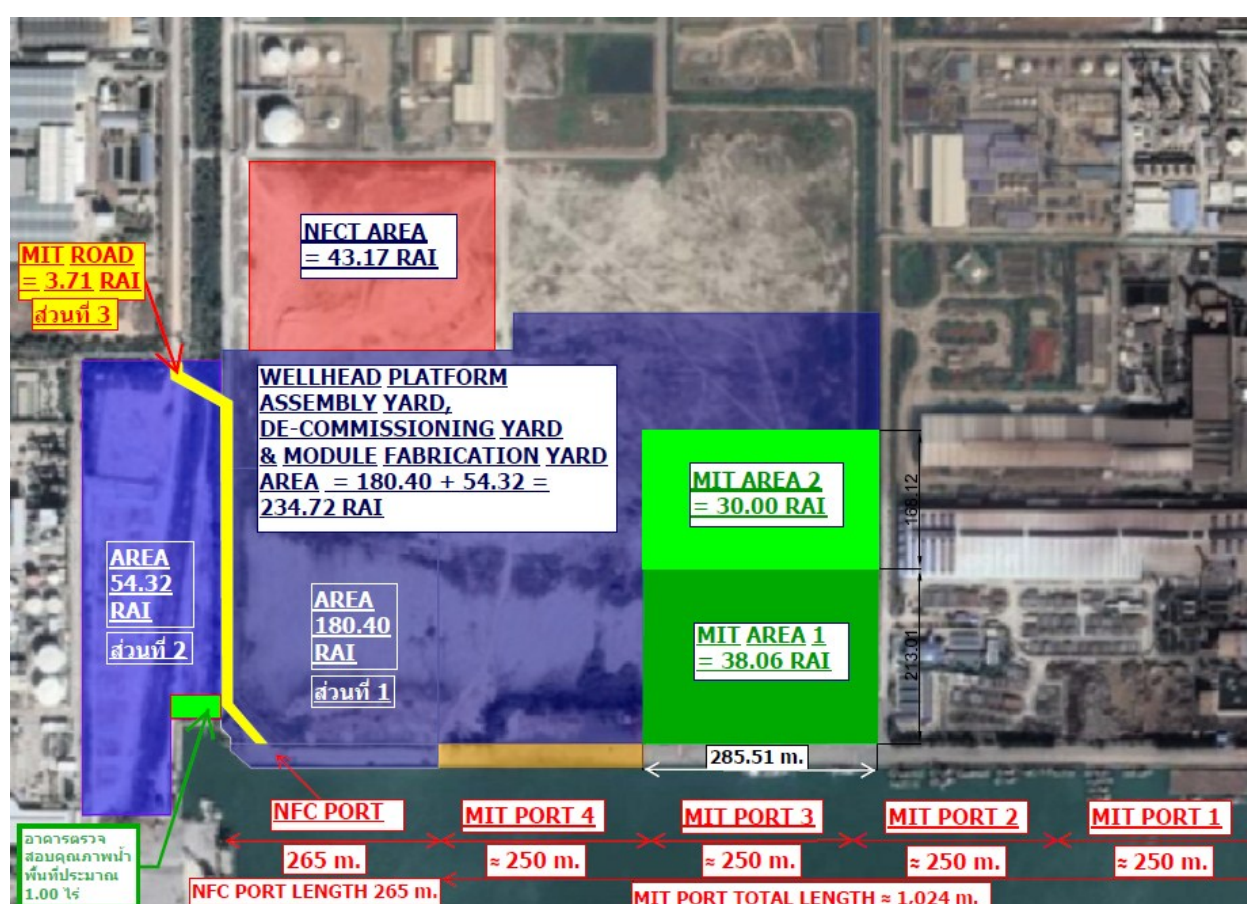 NFCT AREA
= 43.17 RAI
MIT ROAD
= 3.71 RAI
ส่วนที่ 3
WELLHEAD PLATFORM
ASSEMBLY YARD,
DE-COMMISSIONING YARD
& MODULE FABRICATION YARD
AREA = 180.40 + 54.32 =
234.72 RAI
MIT AREA 2
= 30.00 RAI
168.12
AREA
54.32
RAI
ส่วนที่ 2
AREA
180.40
RAI
ส่วนที่ 1
MIT AREA 1
= 38.06 RAI
213.01
285.51 m.
NFC PORT
MIT PORT 4
MIT PORT 3
MIT PORT 2
MIT PORT 1
265 m.
≈ 250 m.
≈ 250 m.
≈ 250 m.
≈ 250 m.
อาคารตรวจ
สอบคุณภาพน้ำ
พื้นที่ประมาณ
1.00 ไร่
NFC PORT LENGTH 265 m.
MIT PORT TOTAL LENGTH ≈ 1,024 m.